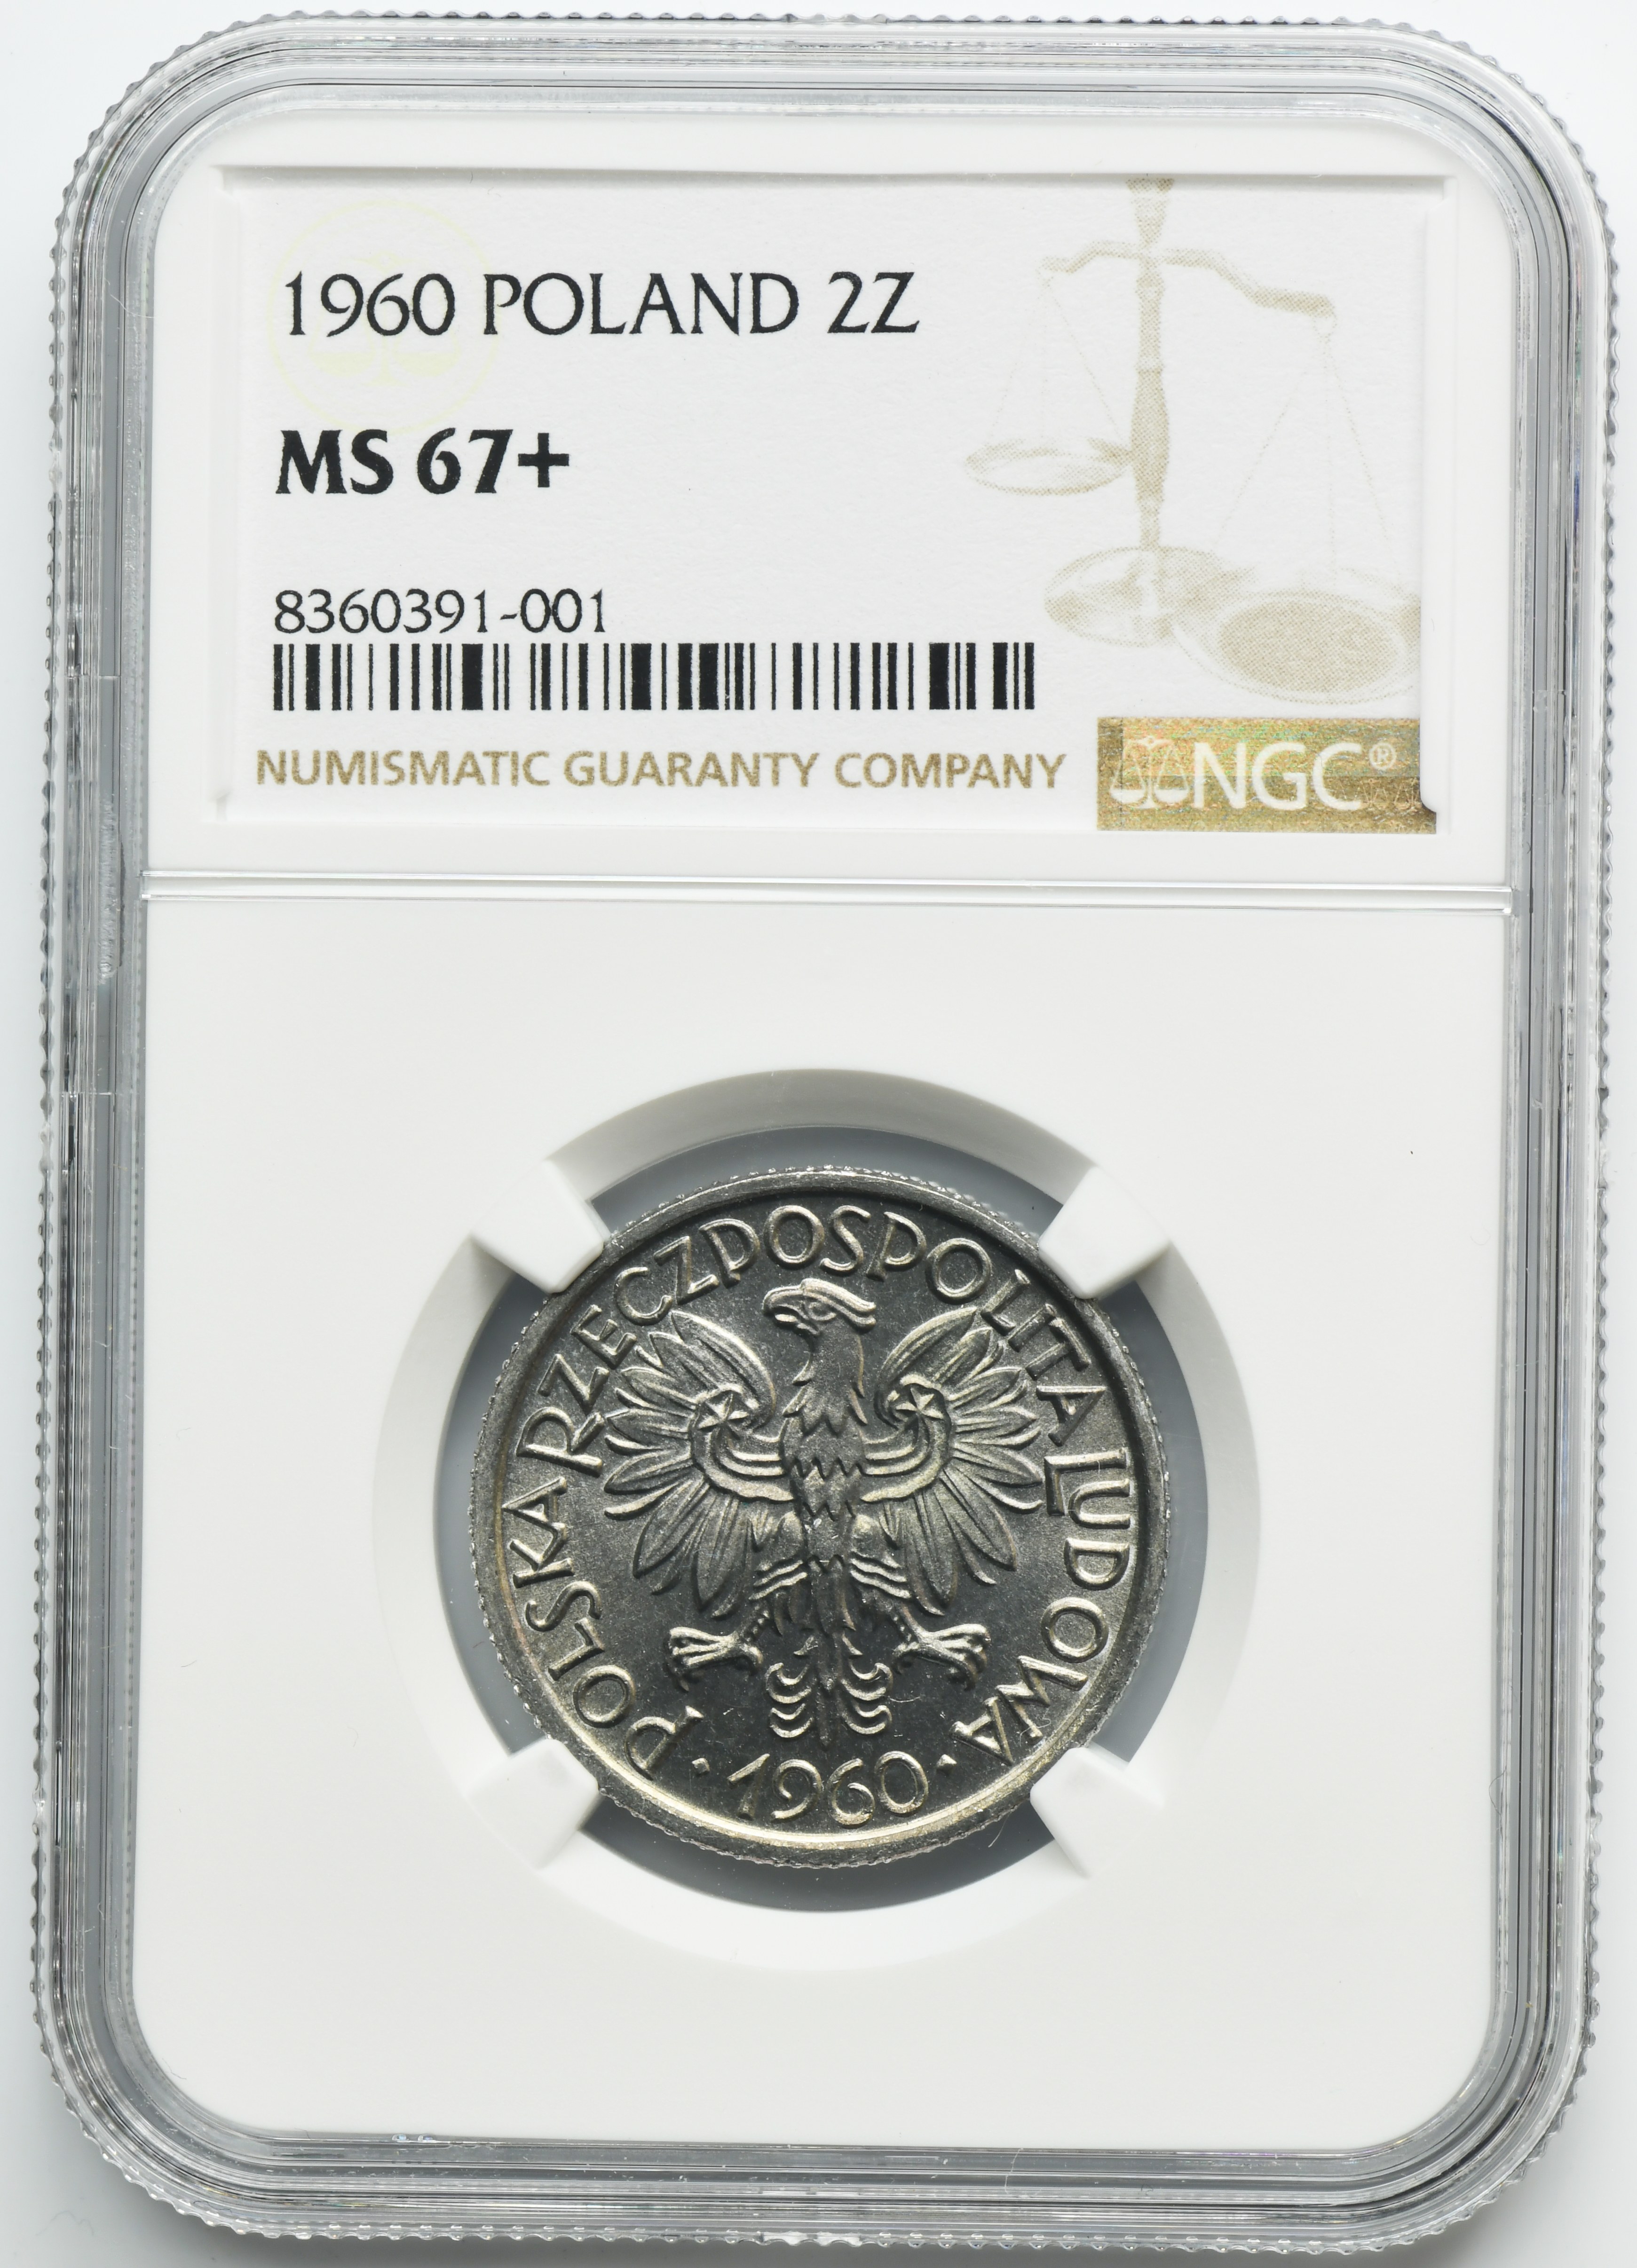 1960 POLAND 2Z
MS 67+
8360391-001
NUMISMATIC GUARANTY COMPANY
NGC®
POLSKA RZECZPOSPOLITA LUDOWA
· 1960 ·